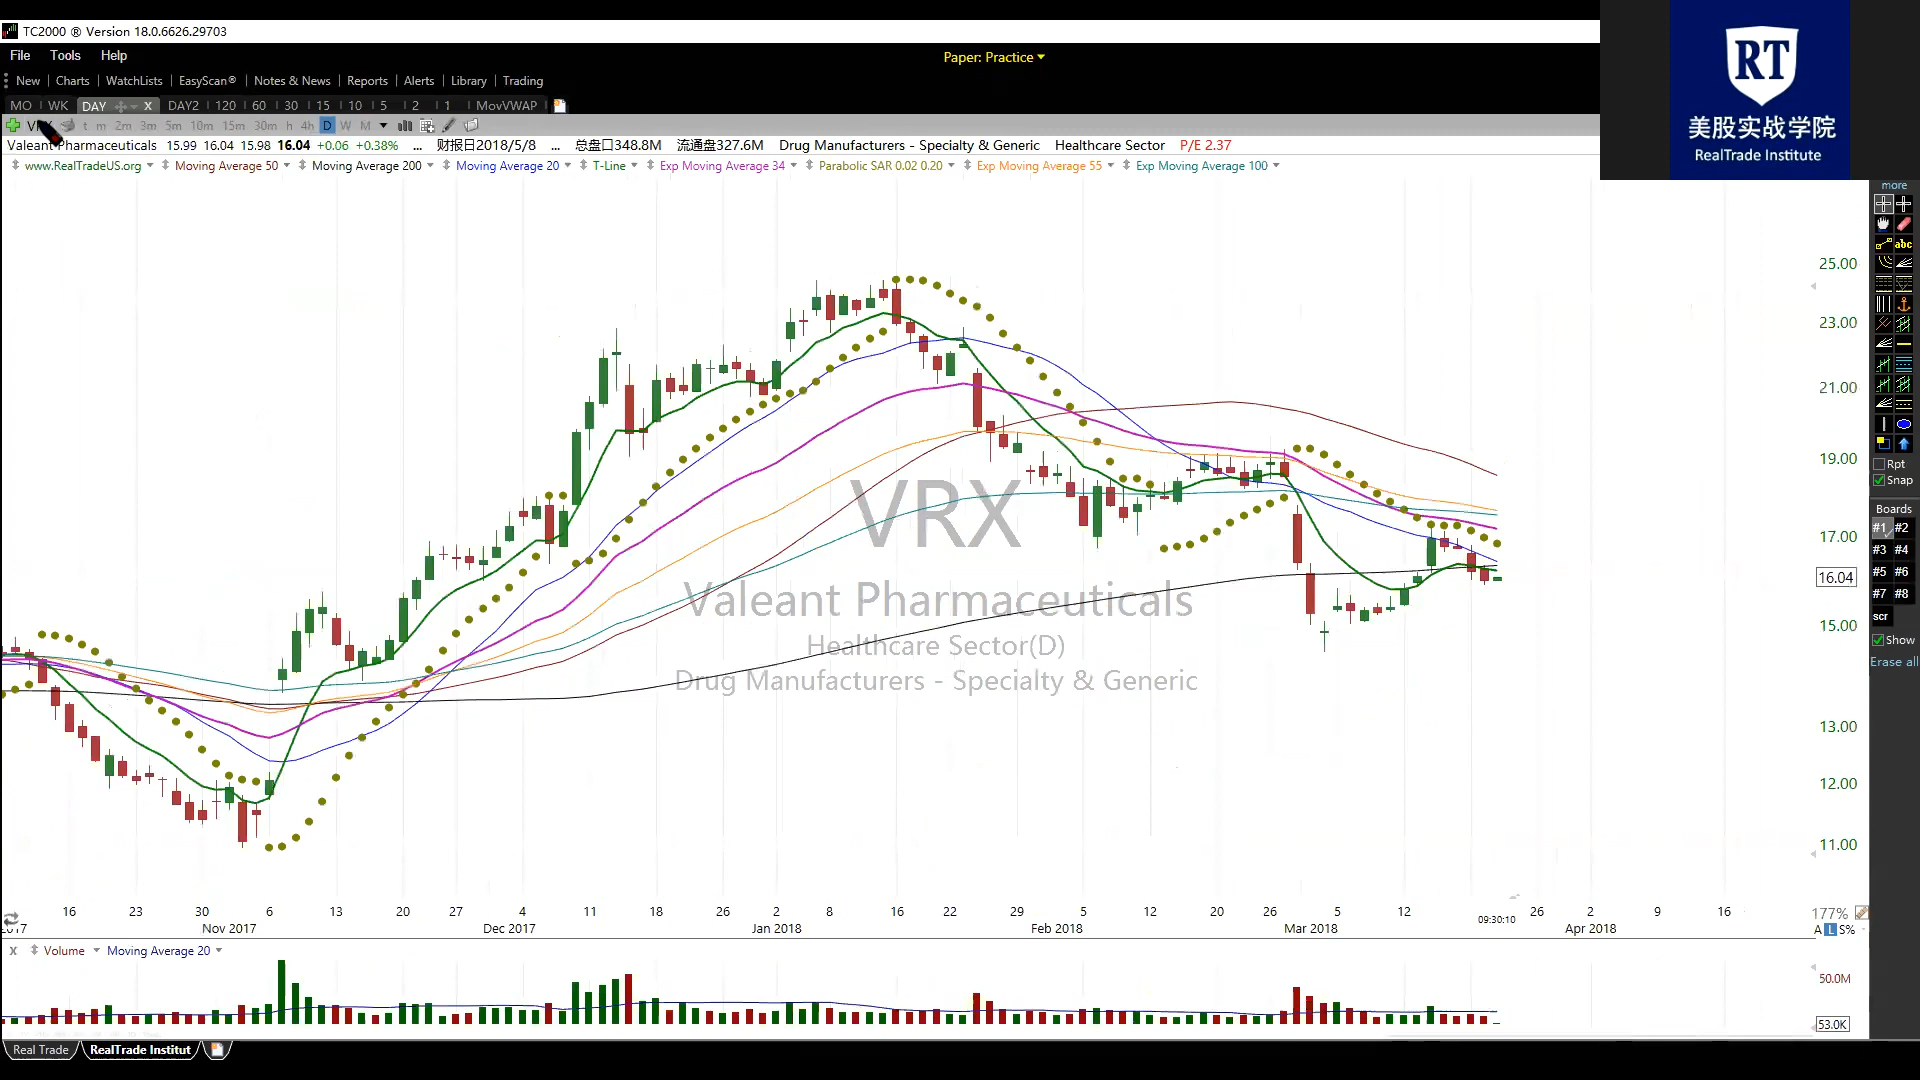 TC2000 ® Version 18.0.6626.29703
File Tools Help
Paper: Practice
New Charts WatchLists EasyScan® Notes & News Reports Alerts Library Trading
MO WK DAY X DAY2 120 60 30 15 10 5 2 1 MovVWAP
t m 2m 3m 5m 10m 15m 30m h 4h D W M
Valeant Pharmaceuticals 15.99 16.04 15.98 16.04 +0.06 +0.38% ... 财报日2018/5/8 ... 总盘口348.8M 流通盘327.6M Drug Manufacturers - Specialty & Generic Healthcare Sector P/E 2.37
www.RealTradeUS.org Moving Average 50 Moving Average 200 Moving Average 20 T-Line Exp Moving Average 34 Parabolic SAR 0.02 0.20 Exp Moving Average 55 Exp Moving Average 100
RT
美股实战学院
RealTrade Institute
more
abc
Rpt
Snap
Boards
#1 #2
#3 #4
#5 #6
#7 #8
scr
Show
Erase all
25.00
23.00
21.00
19.00
17.00
16.04
15.00
13.00
12.00
11.00
VRX
Valeant Pharmaceuticals
Healthcare Sector(D)
Drug Manufacturers - Specialty & Generic
16 23 30 6 13 20 27 4 11 18 26 2 8 16 22 29 5 12 20 26 5 12 09:30:10 26 2 9 16
177%
Nov 2017 Dec 2017 Jan 2018 Feb 2018 Mar 2018 Apr 2018
A L S%
X Volume Moving Average 20
50.0M
53.0K
Real Trade RealTrade Institut